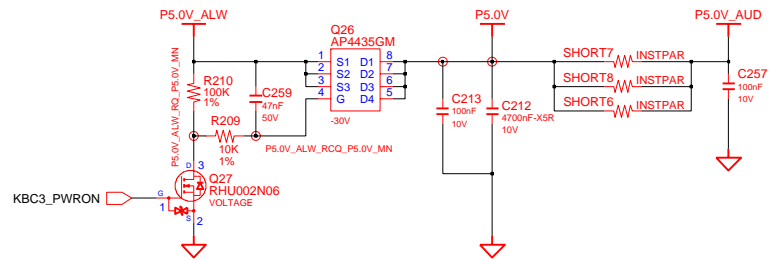 P5.0V_ALW
P5.0V
P5.0V_AUD
Q26
AP4435GM
1 S1 D1 8
2 S2 D2 7
3 S3 D3 6
4 G D4 5
-30V
P5.0V_ALW_RQ_P5.0V_MN
R210
100K
1%
C259
47nF
50V
R209
10K
1%
P5.0V_ALW_RCQ_P5.0V_MN
SHORT7 INSTPAR
SHORT8 INSTPAR
SHORT6 INSTPAR
C257
100nF
10V
C213
100nF
10V
C212
4700nF-X5R
10V
D 3
Q27
RHU002N06
VOLTAGE
KBC3_PWRON
G
1
S
2